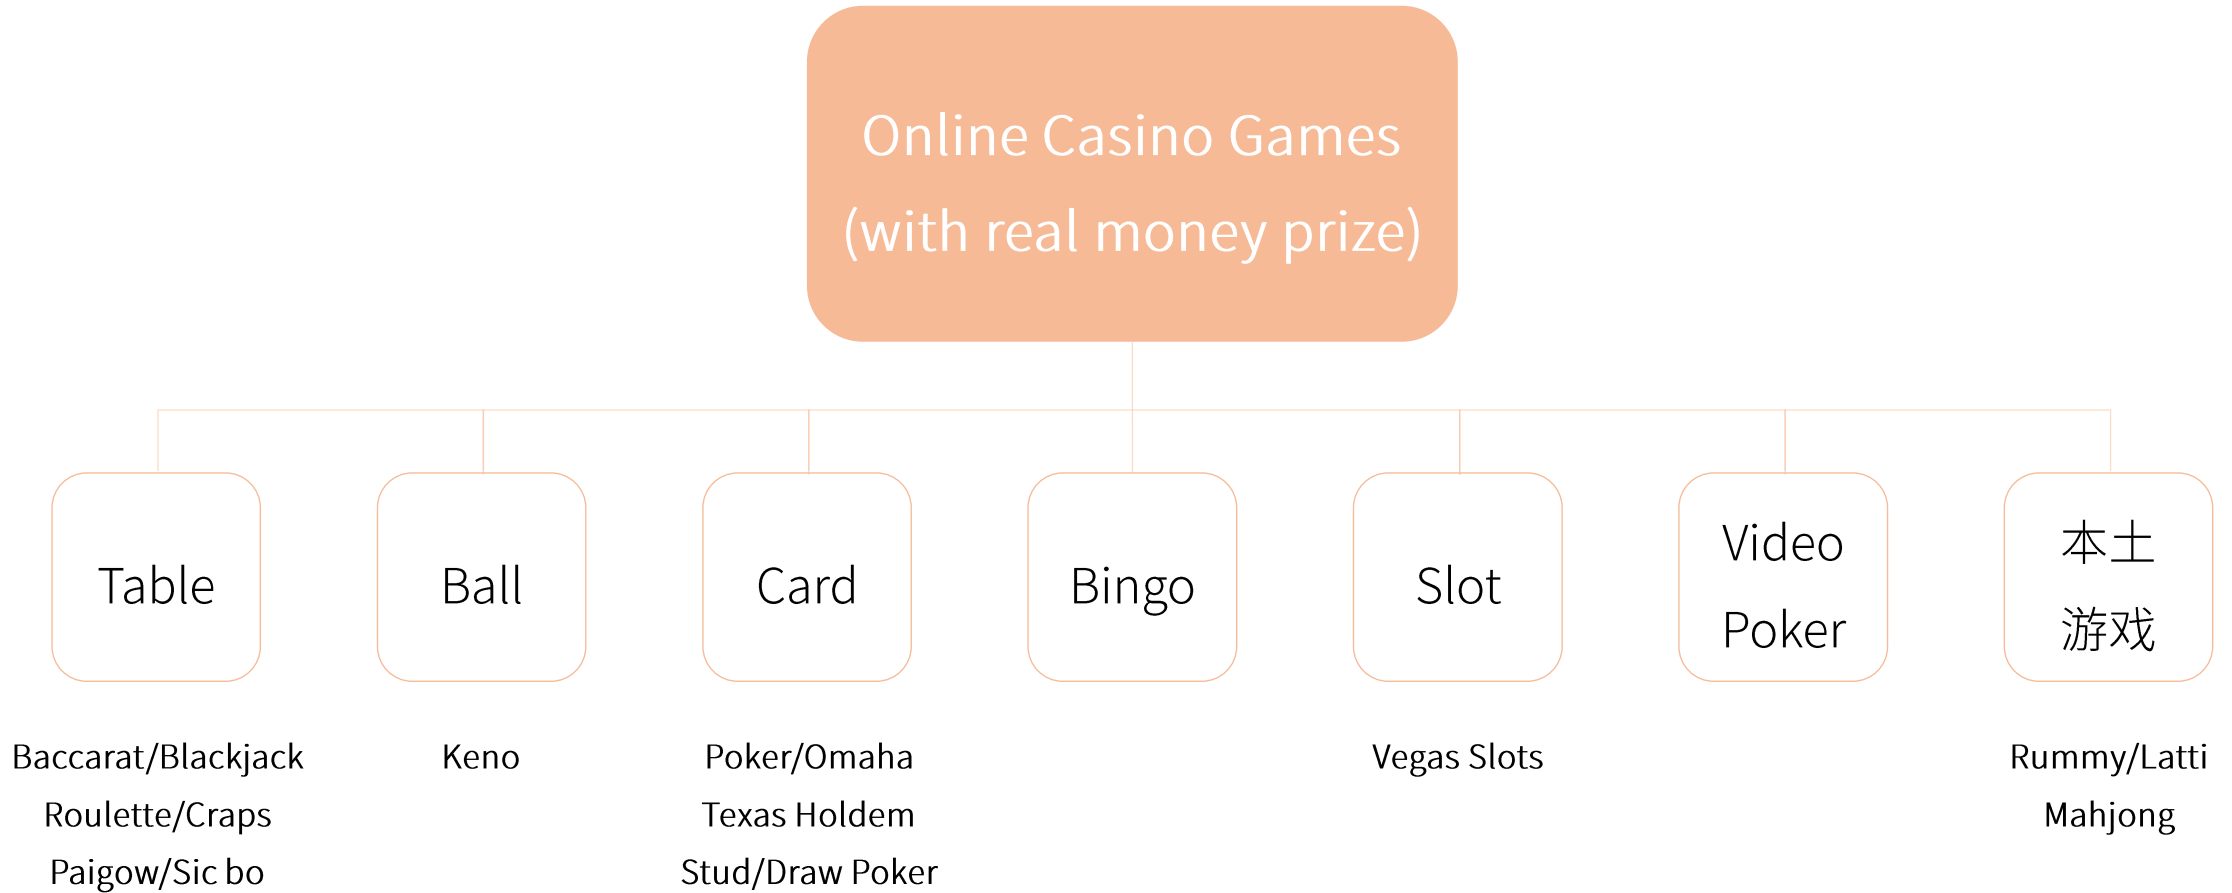 Online Casino Games
(with real money prize)
Table
Ball
Card
Bingo
Slot
Video
Poker
本土
游戏
Baccarat/Blackjack
Roulette/Craps
Paigow/Sic bo
Keno
Poker/Omaha
Texas Holdem
Stud/Draw Poker
Vegas Slots
Rummy/Latti
Mahjong